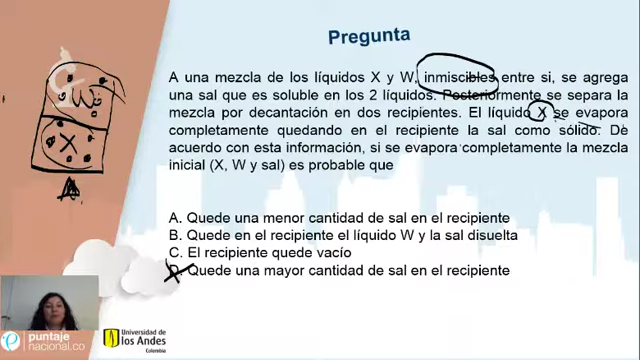 Pregunta
A una mezcla de los líquidos X y W, inmiscibles entre si, se agrega
una sal que es soluble en los 2 líquidos. Posteriormente se separa la
mezcla por decantación en dos recipientes. El líquido X se evapora
completamente quedando en el recipiente la sal como sólido. De
acuerdo con esta información, si se evapora completamente la mezcla
inicial (X, W y sal) es probable que
W
X
A. Quede una menor cantidad de sal en el recipiente
B. Quede en el recipiente el líquido W y la sal disuelta
C. El recipiente quede vacío
D. Quede una mayor cantidad de sal en el recipiente
puntaje
nacional.co
Universidad de
los Andes
Colombia